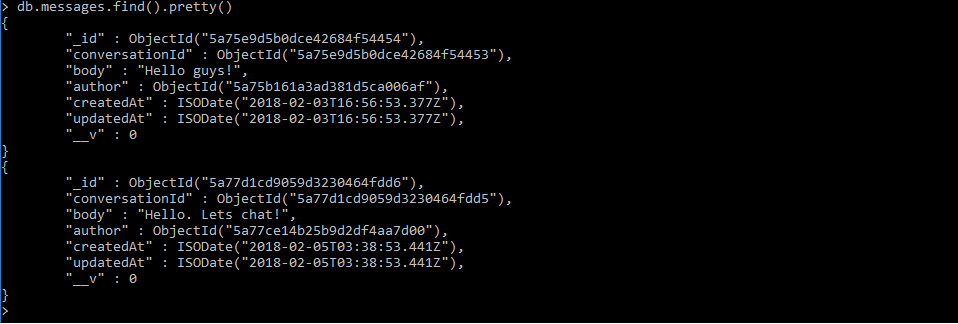 > db.messages.find().pretty()
{
"_id" : ObjectId("5a75e9d5b0dce42684f54454"),
"conversationId" : ObjectId("5a75e9d5b0dce42684f54453"),
"body" : "Hello guys!",
"author" : ObjectId("5a75b161a3ad381d5ca006af"),
"createdAt" : ISODate("2018-02-03T16:56:53.377Z"),
"updatedAt" : ISODate("2018-02-03T16:56:53.377Z"),
"__v" : 0
}
{
"_id" : ObjectId("5a77d1cd9059d3230464fdd6"),
"conversationId" : ObjectId("5a77d1cd9059d3230464fdd5"),
"body" : "Hello. Lets chat!",
"author" : ObjectId("5a77ce14b25b9d2df4aa7d00"),
"createdAt" : ISODate("2018-02-05T03:38:53.441Z"),
"updatedAt" : ISODate("2018-02-05T03:38:53.441Z"),
"__v" : 0
}
>